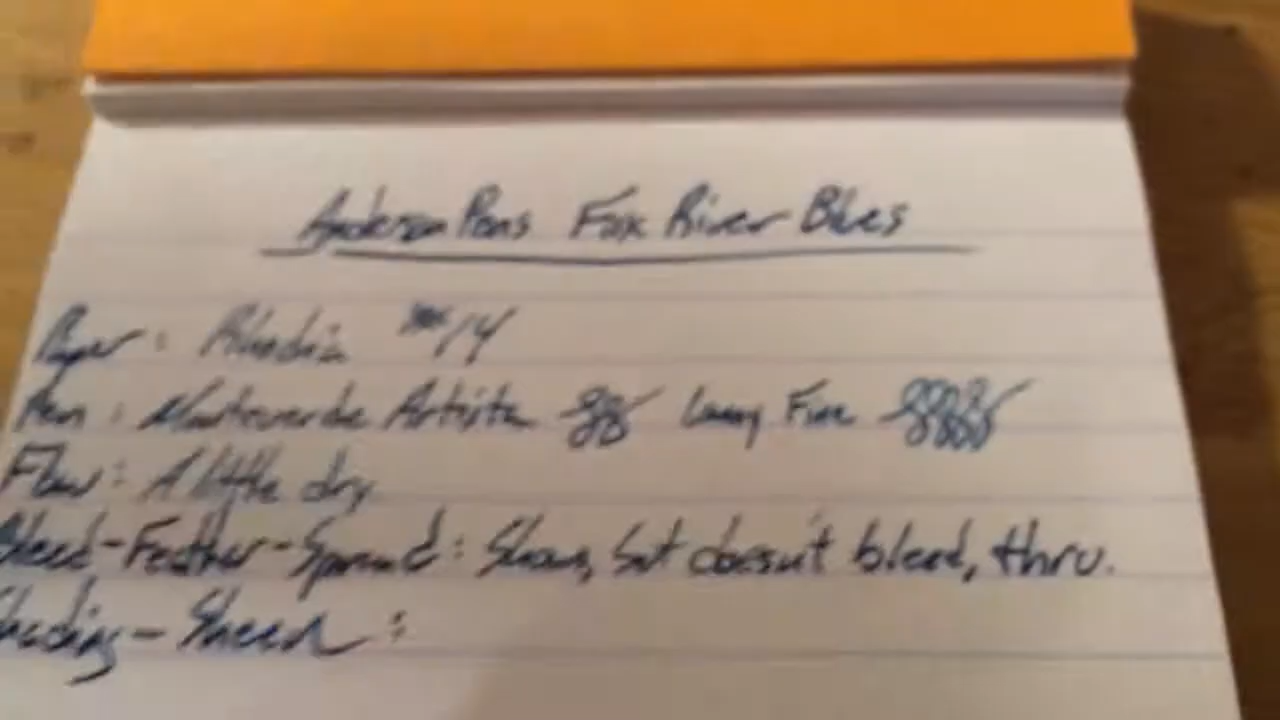 Anderson Pens Fox River Blues
Paper: Rhodia /14
Pen: Monteverde Artista Lamy Fine
Flow: A little dry
Bleed-Feather-Spread: Shows, but doesn't bleed, thru.
Shading-Sheen: